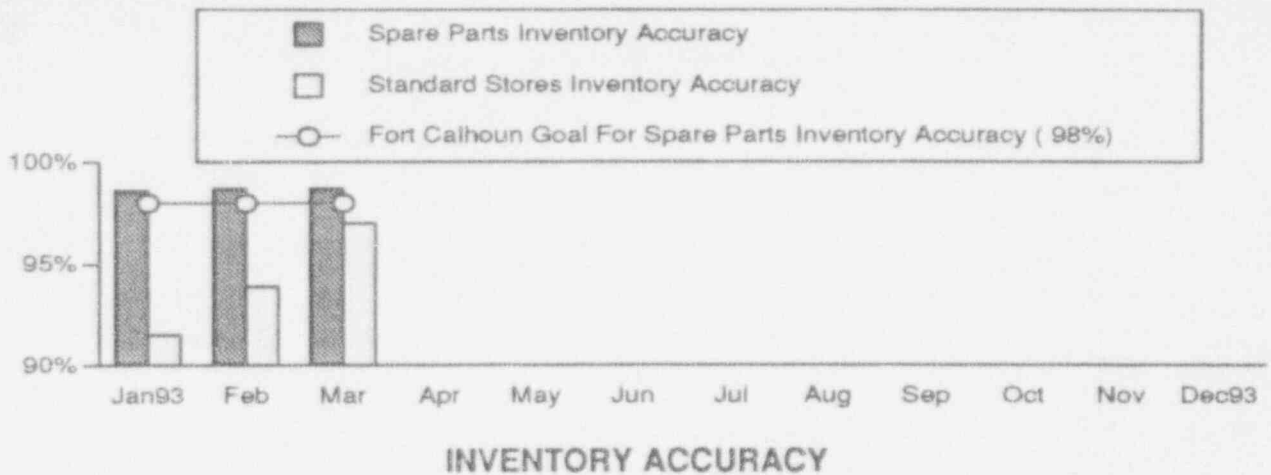 Spare Parts Inventory Accuracy
Standard Stores Inventory Accuracy
Fort Calhoun Goal For Spare Parts Inventory Accuracy ( 98%)
100%
95%
90%
Jan93 Feb Mar Apr May Jun Jul Aug Sep Oct Nov Dec93
INVENTORY ACCURACY